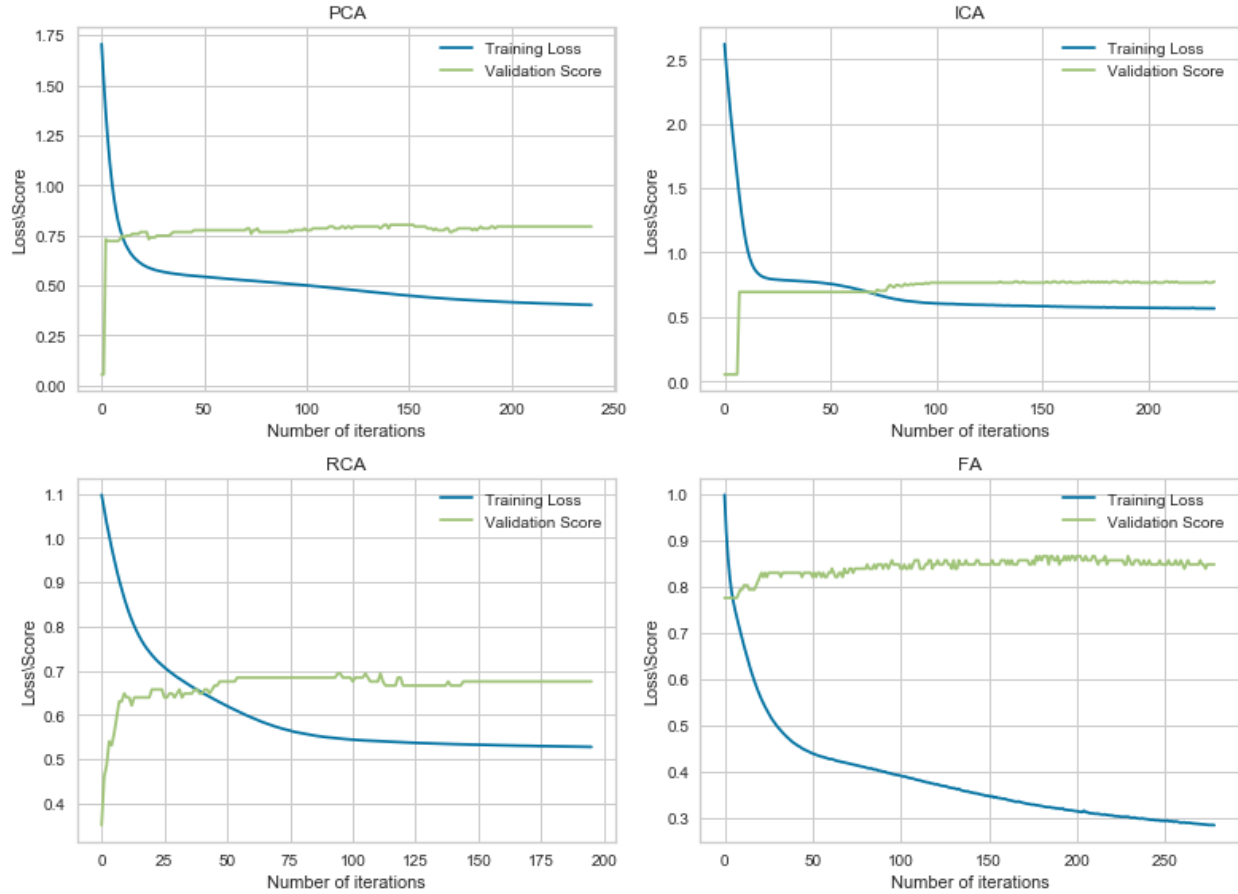 PCA
1.75
1.50
1.25
1.00
0.75
0.50
0.25
0.00
Loss\Score
Training Loss
Validation Score
0 50 100 150 200 250
Number of iterations
ICA
2.5
2.0
1.5
1.0
0.5
0.0
Loss\Score
Training Loss
Validation Score
0 50 100 150 200
Number of iterations
RCA
1.1
1.0
0.9
0.8
0.7
0.6
0.5
0.4
Loss\Score
Training Loss
Validation Score
0 25 50 75 100 125 150 175 200
Number of iterations
FA
1.0
0.9
0.8
0.7
0.6
0.5
0.4
0.3
Loss\Score
Training Loss
Validation Score
0 50 100 150 200 250
Number of iterations